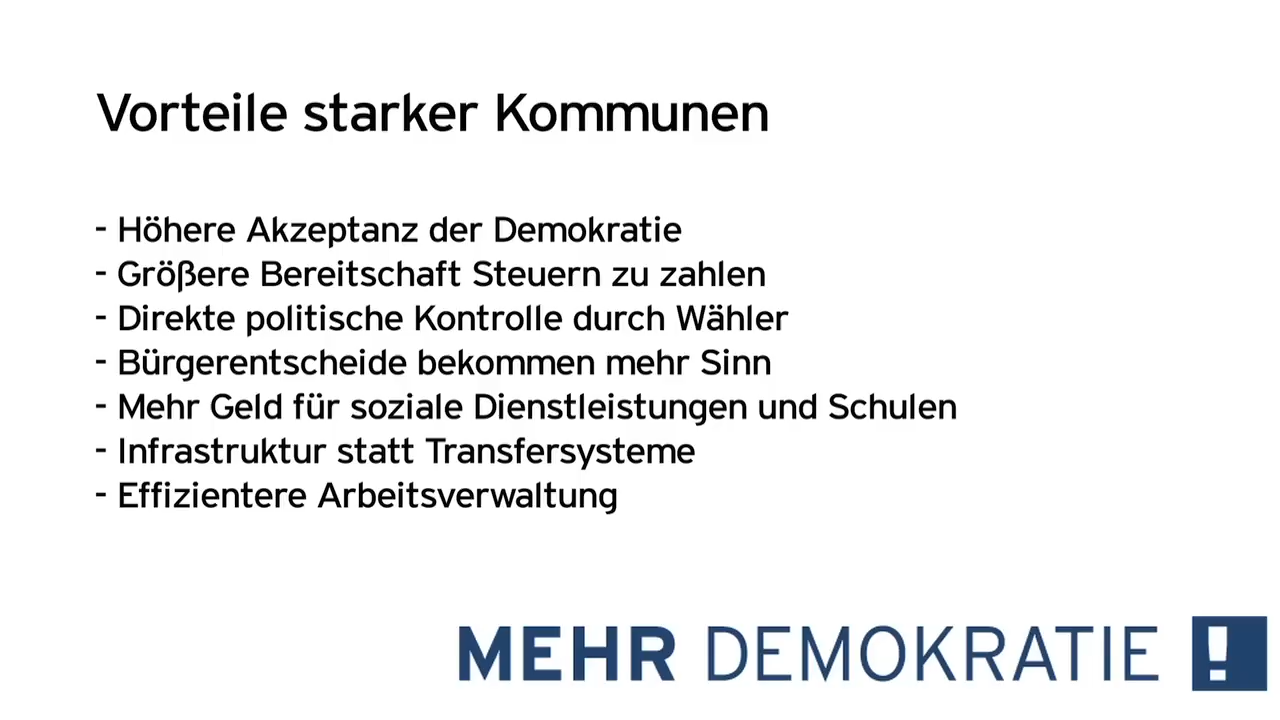 Vorteile starker Kommunen
- Höhere Akzeptanz der Demokratie
- Größere Bereitschaft Steuern zu zahlen
- Direkte politische Kontrolle durch Wähler
- Bürgerentscheide bekommen mehr Sinn
- Mehr Geld für soziale Dienstleistungen und Schulen
- Infrastruktur statt Transfersysteme
- Effizientere Arbeitsverwaltung
MEHR DEMOKRATIE !